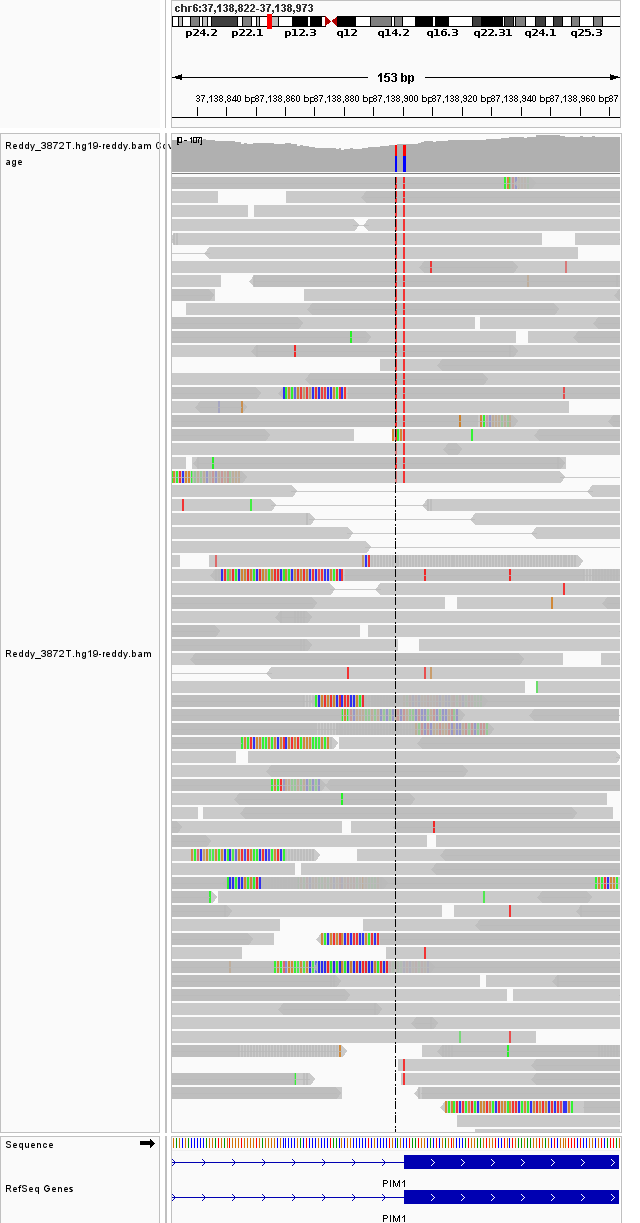 chr6:37,138,822-37,138,973
p24.2 p22.1 p12.3 q12 q14.2 q16.3 q22.31 q24.1 q25.3
153 bp
37,138,840 bp 37,138,860 bp 37,138,880 bp 37,138,900 bp 37,138,920 bp 37,138,940 bp 37,138,960 bp 37
Reddy_3872T.hg19-reddy.bam Cov
age
[0 - 107]
Reddy_3872T.hg19-reddy.bam
Sequence
PIM1
RefSeq Genes
PIM1